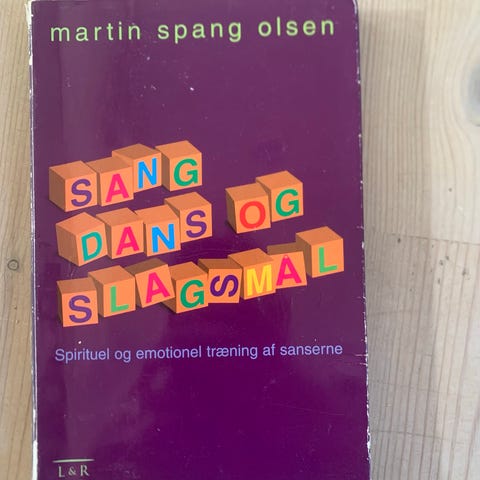 martin spang olsen
SANG
DANS OG
SLAGSMÅL
Spirituel og emotionel træning af sanserne
L&R